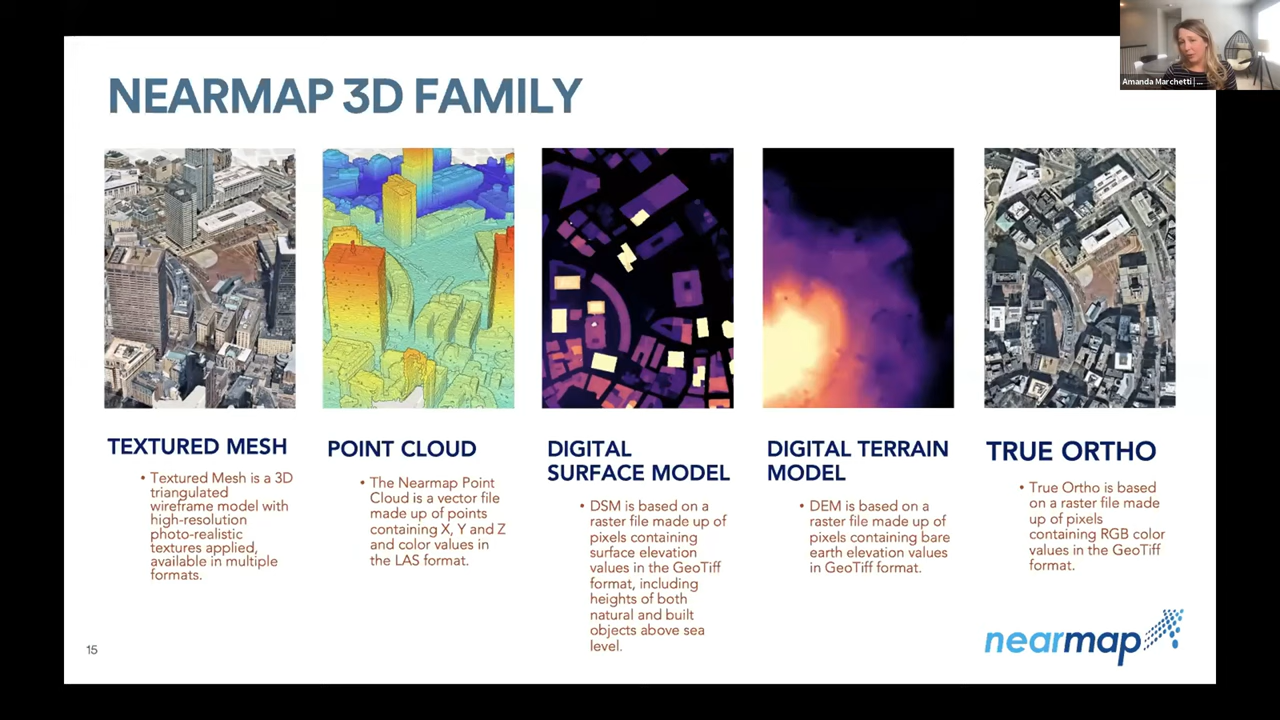 Amanda Marchetti | ...
NEARMAP 3D FAMILY
TEXTURED MESH
• Textured Mesh is a 3D
triangulated
wireframe model with
high-resolution
photo-realistic
textures applied,
available in multiple
formats.
POINT CLOUD
• The Nearmap Point
Cloud is a vector file
made up of points
containing X, Y and Z
and color values in
the LAS format.
DIGITAL
SURFACE MODEL
• DSM is based on a
raster file made up of
pixels containing
surface elevation
values in the GeoTiff
format, including
heights of both
natural and built
objects above sea
level.
DIGITAL TERRAIN
MODEL
• DEM is based on a
raster file made up of
pixels containing bare
earth elevation values
in GeoTiff format.
TRUE ORTHO
• True Ortho is based
on a raster file made
up of pixels
containing RGB color
values in the GeoTiff
format.
15
nearmap